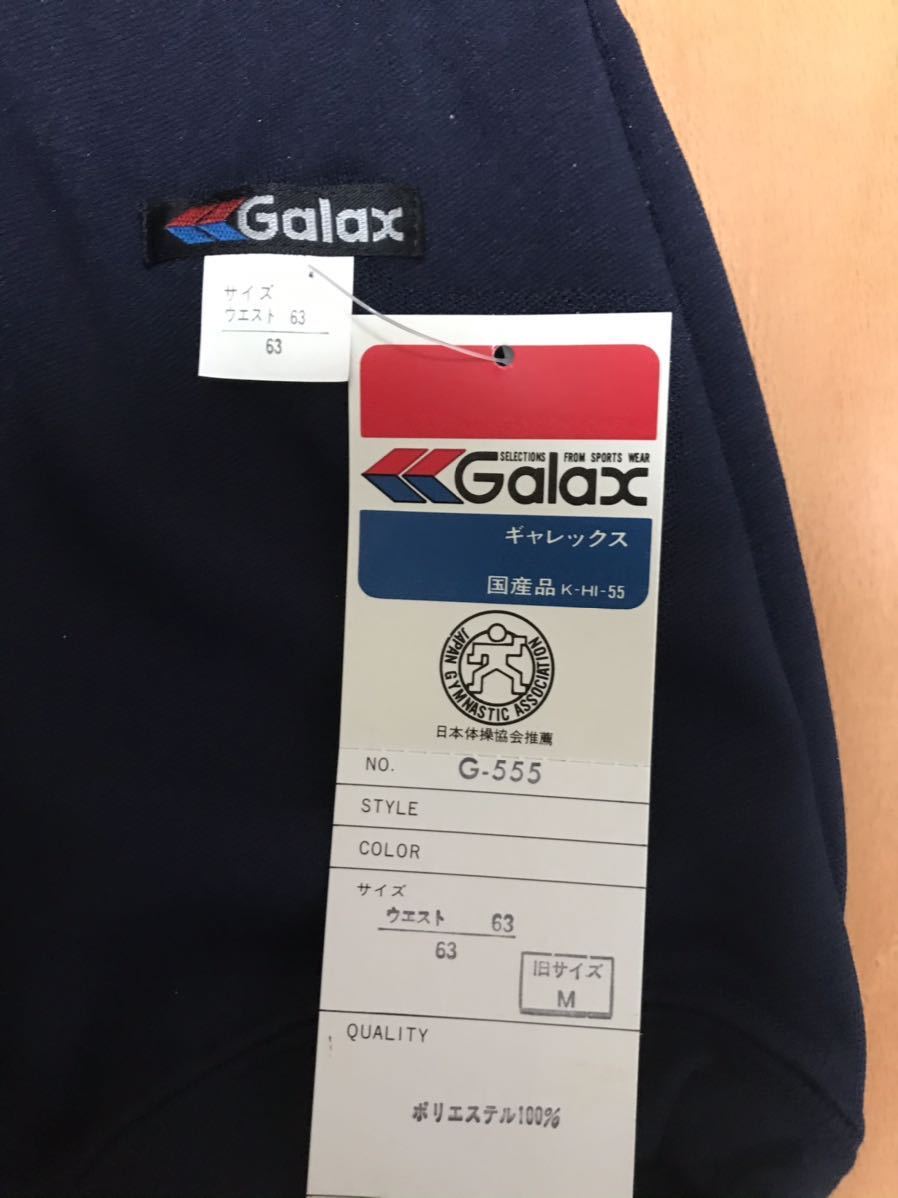 Galax
サイズ
ウエスト 63
63
SELECTIONS FROM SPORTS WEAR
Galax
ギャレックス
国産品 K-HI-55
JAPAN GYMNASTIC ASSOCIATION
日本体操協会推薦
NO. G-555
STYLE
COLOR
サイズ
ウエスト 63
63
旧サイズ
M
QUALITY
ポリエステル100%